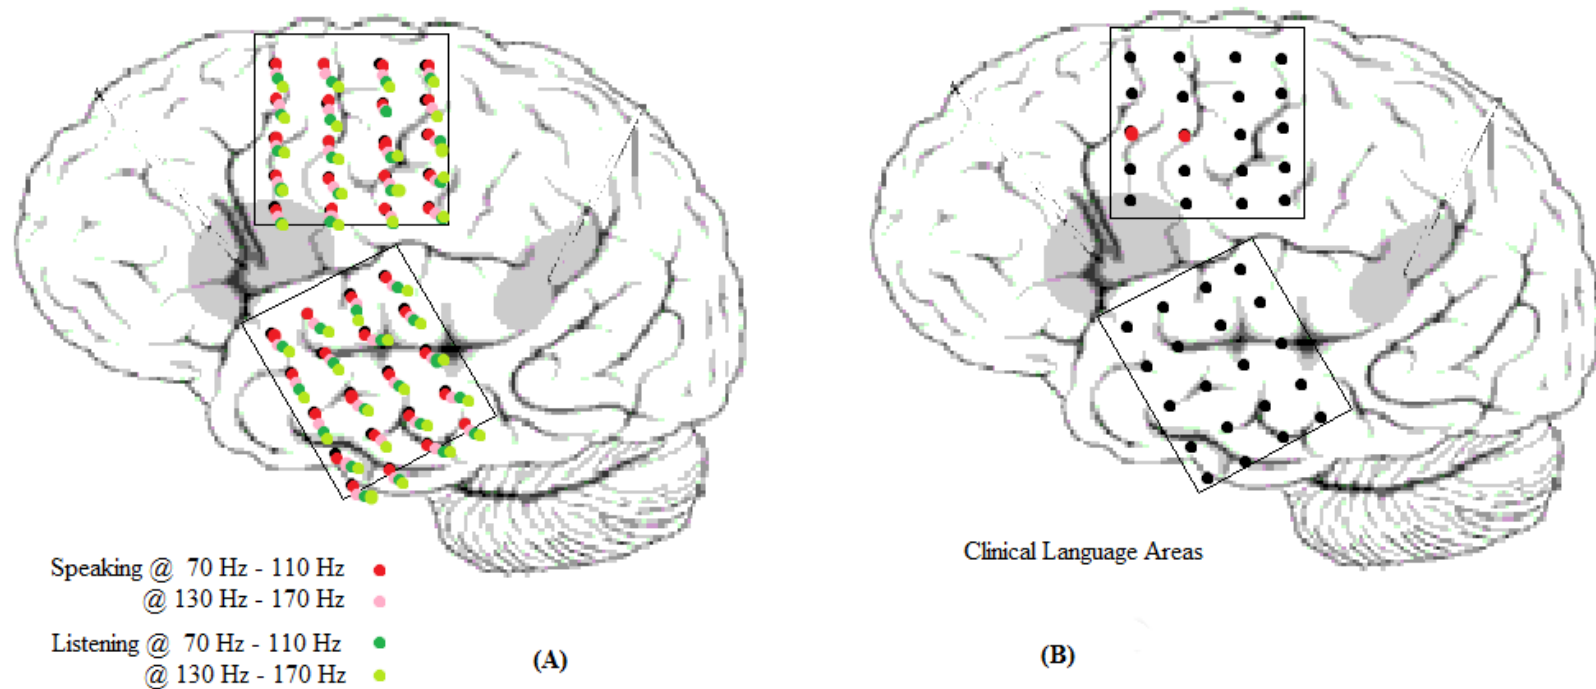 Speaking @ 70 Hz - 110 Hz
@ 130 Hz - 170 Hz
Listening @ 70 Hz - 110 Hz
@ 130 Hz - 170 Hz
(A)
Clinical Language Areas
(B)